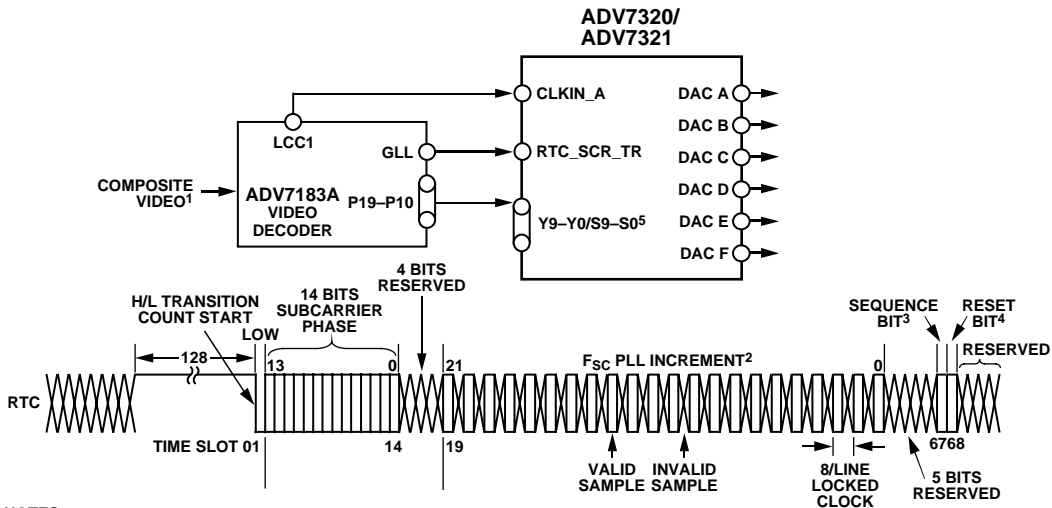 ADV7320/
ADV7321
CLKIN_A
DAC A
DAC B
LCC1
GLL
RTC_SCR_TR
DAC C
COMPOSITE
VIDEO1
ADV7183A
VIDEO
DECODER
P19–P10
DAC D
Y9–Y0/S9–S05
DAC E
DAC F
H/L TRANSITION
COUNT START
LOW
14 BITS
SUBCARRIER
PHASE
4 BITS
RESERVED
SEQUENCE
BIT3
RESET
BIT4
RESERVED
128
13
0
21
FSC PLL INCREMENT2
0
RTC
TIME SLOT 01
14
19
6768
VALID
SAMPLE
INVALID
SAMPLE
8/LINE
LOCKED
CLOCK
5 BITS
RESERVED